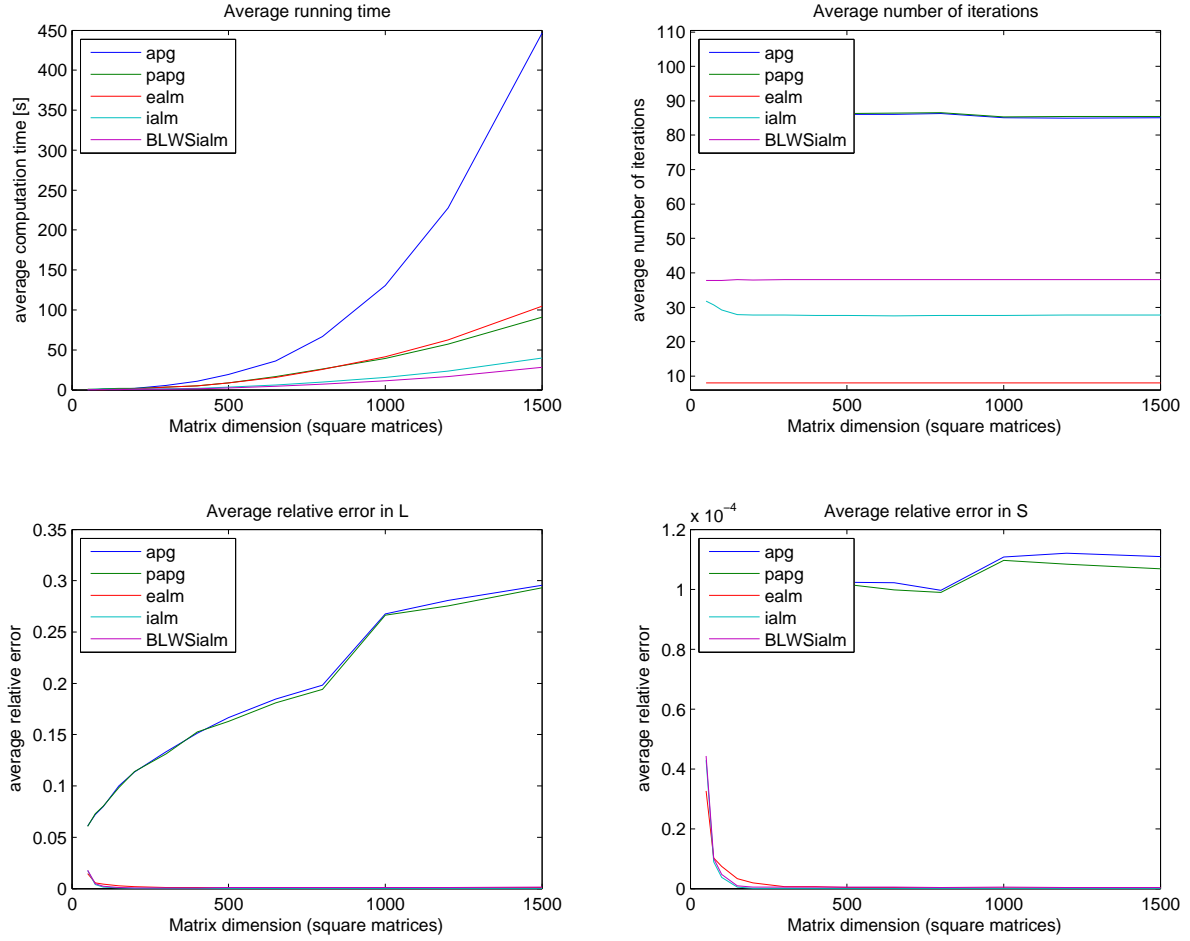 Average running time
450
400
350
300
250
200
150
100
50
0
average computation time [s]
apg
papg
ealm
ialm
BLWSialm
0
500
1000
1500
Matrix dimension (square matrices)
Average number of iterations
110
100
90
80
70
60
50
40
30
20
10
average number of iterations
apg
papg
ealm
ialm
BLWSialm
0
500
1000
1500
Matrix dimension (square matrices)
Average relative error in L
0.35
0.3
0.25
0.2
0.15
0.1
0.05
0
average relative error
apg
papg
ealm
ialm
BLWSialm
0
500
1000
1500
Matrix dimension (square matrices)
Average relative error in S
x 10^−4
1.2
1
0.8
0.6
0.4
0.2
0
average relative error
apg
papg
ealm
ialm
BLWSialm
0
500
1000
1500
Matrix dimension (square matrices)